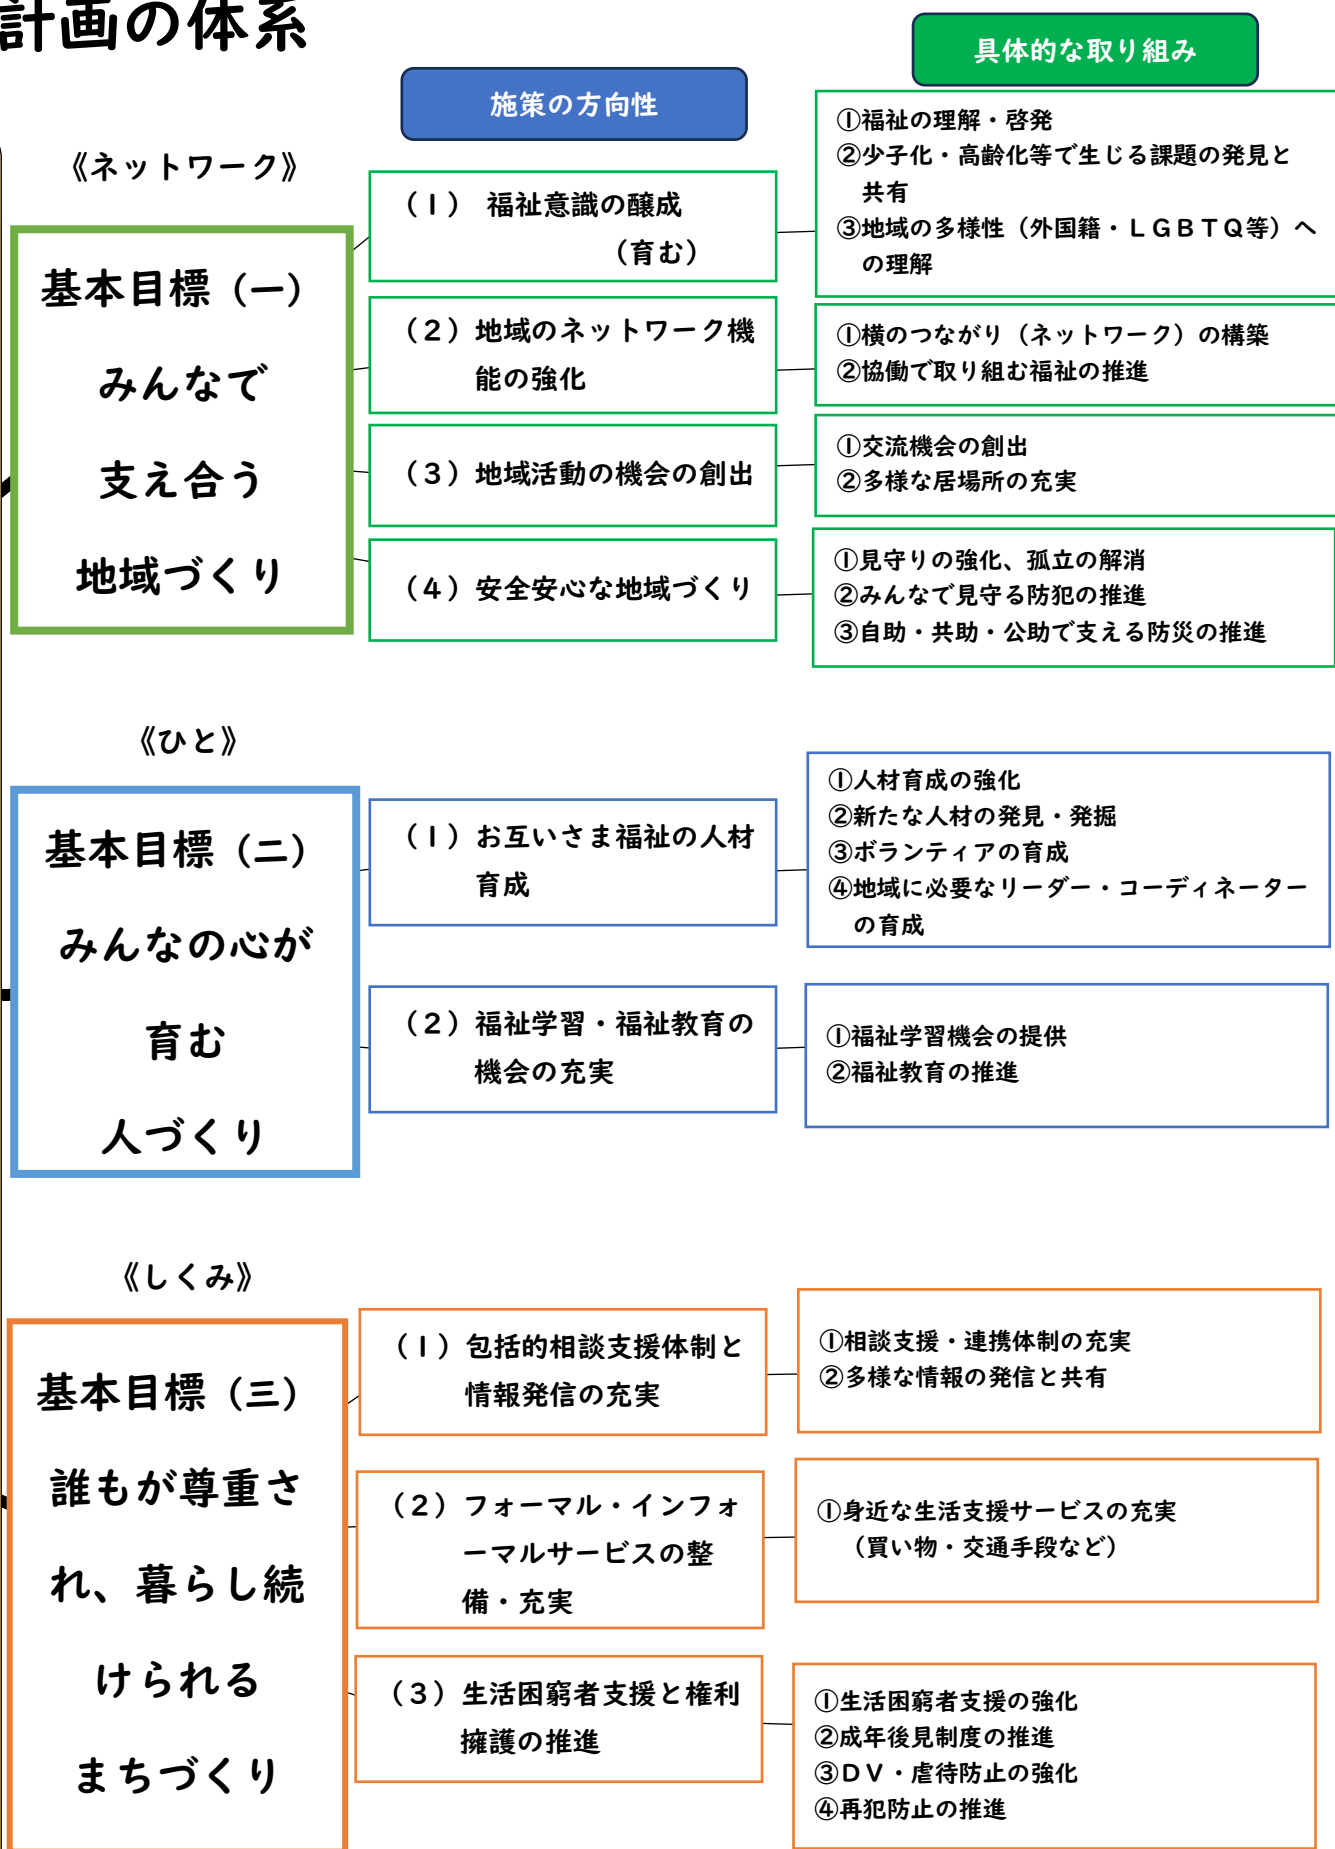 計画の体系
施策の方向性
具体的な取り組み
《ネットワーク》
基本目標（一）
みんなで
支え合う
地域づくり
（１） 福祉意識の醸成
（育む）
①福祉の理解・啓発
②少子化・高齢化等で生じる課題の発見と
共有
③地域の多様性（外国籍・ＬＧＢＴＱ等）へ
の理解
（２）地域のネットワーク機
能の強化
①横のつながり（ネットワーク）の構築
②協働で取り組む福祉の推進
（３）地域活動の機会の創出
①交流機会の創出
②多様な居場所の充実
（４）安全安心な地域づくり
①見守りの強化、孤立の解消
②みんなで見守る防犯の推進
③自助・共助・公助で支える防災の推進
《ひと》
基本目標（二）
みんなの心が
育む
人づくり
（１）お互いさま福祉の人材
育成
①人材育成の強化
②新たな人材の発見・発掘
③ボランティアの育成
④地域に必要なリーダー・コーディネーター
の育成
（２）福祉学習・福祉教育の
機会の充実
①福祉学習機会の提供
②福祉教育の推進
《しくみ》
基本目標（三）
誰もが尊重さ
れ、暮らし続
けられる
まちづくり
（１）包括的相談支援体制と
情報発信の充実
①相談支援・連携体制の充実
②多様な情報の発信と共有
（２）フォーマル・インフォ
ーマルサービスの整
備・充実
①身近な生活支援サービスの充実
（買い物・交通手段など）
（３）生活困窮者支援と権利
擁護の推進
①生活困窮者支援の強化
②成年後見制度の推進
③ＤＶ・虐待防止の強化
④再犯防止の推進